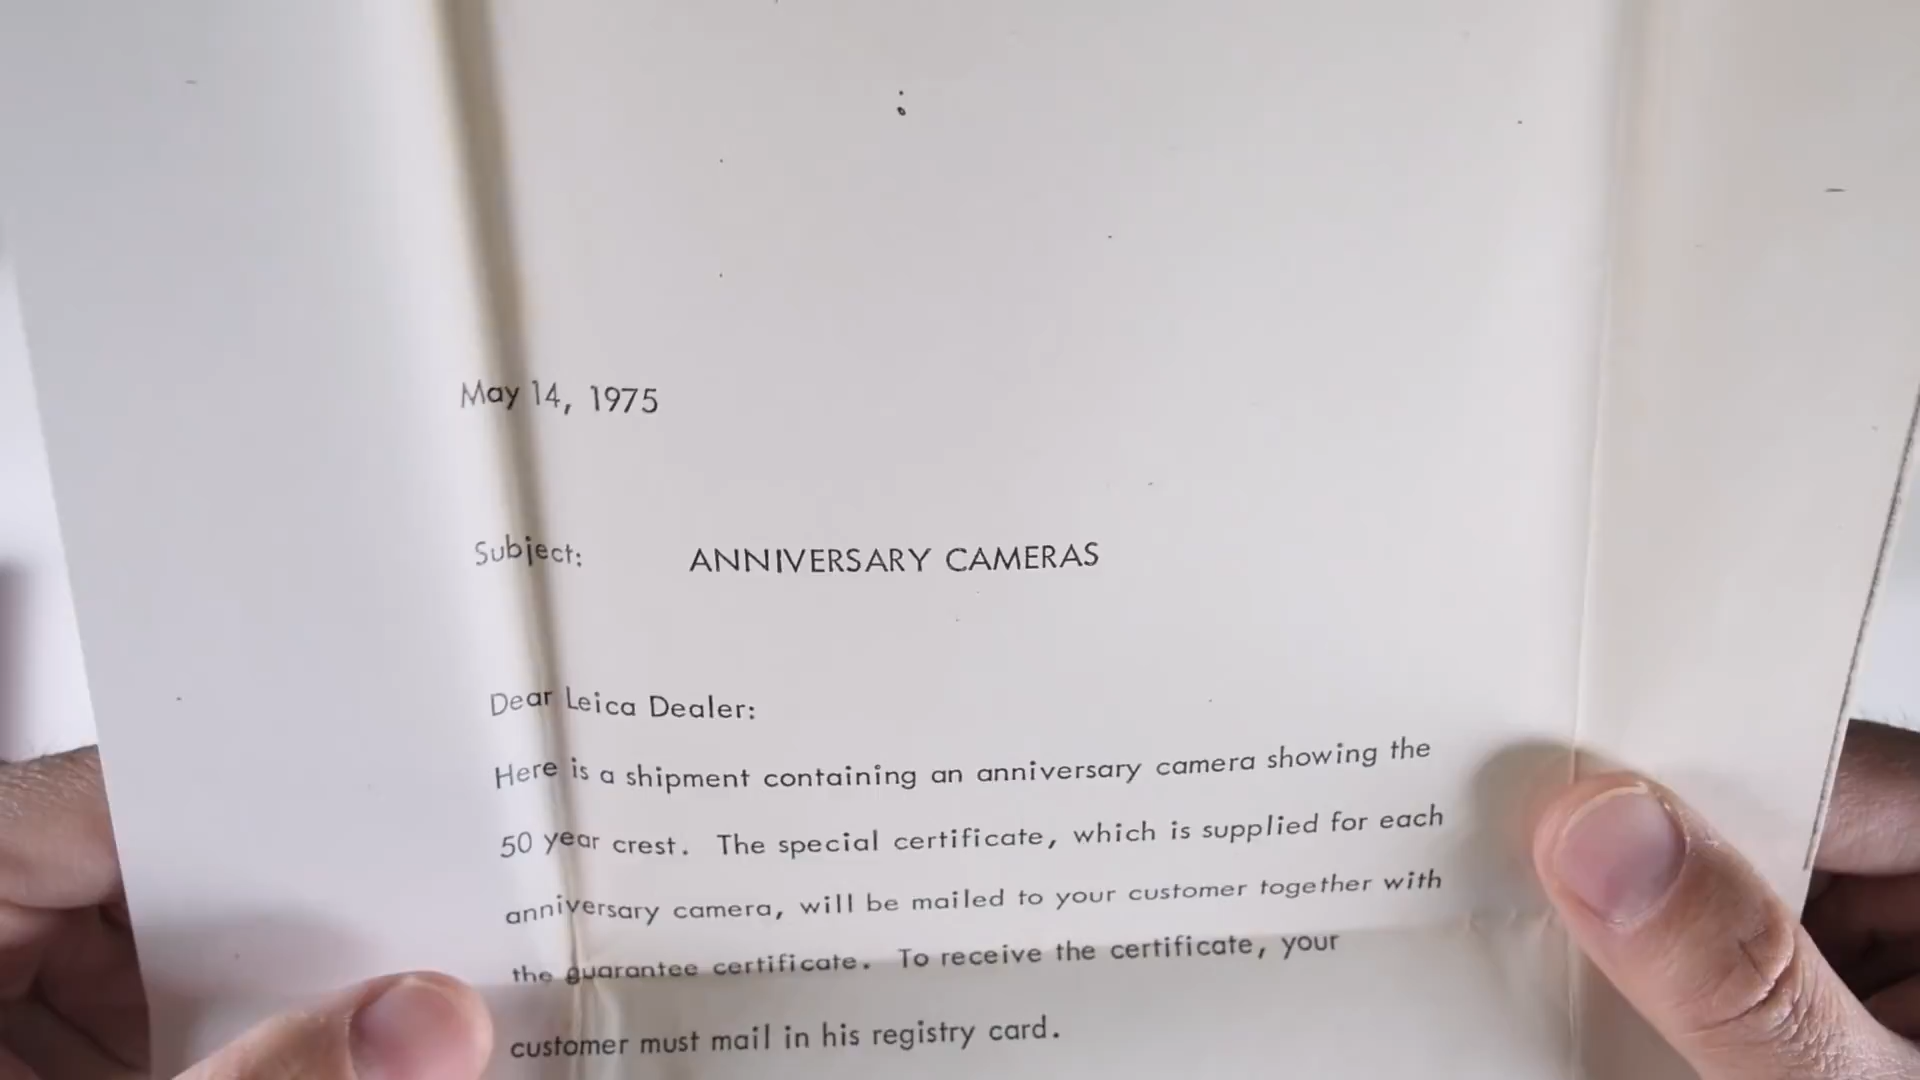 May 14, 1975
Subject: ANNIVERSARY CAMERAS
Dear Leica Dealer:
Here is a shipment containing an anniversary camera showing the
50 year crest. The special certificate, which is supplied for each
anniversary camera, will be mailed to your customer together with
the guarantee certificate. To receive the certificate, your
customer must mail in his registry card.